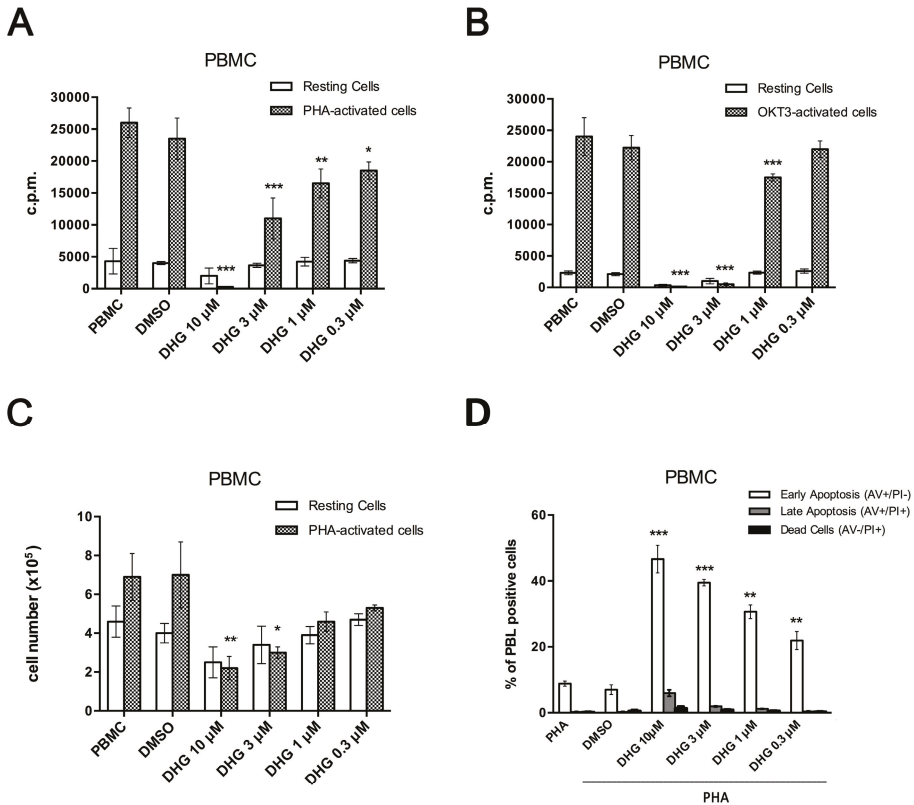 A
PBMC
Resting Cells
PHA-activated cells
30000
25000
20000
15000
10000
5000
0
c.p.m.
***
***
**
*
PBMC
DMSO
DHG 10 µM
DHG 3 µM
DHG 1 µM
DHG 0.3 µM
B
PBMC
Resting Cells
OKT3-activated cells
30000
25000
20000
15000
10000
5000
0
c.p.m.
***
***
***
PBMC
DMSO
DHG 10 µM
DHG 3 µM
DHG 1 µM
DHG 0.3 µM
C
PBMC
Resting Cells
PHA-activated cells
10
8
6
4
2
0
cell number (x10⁵)
**
*
PBMC
DMSO
DHG 10 µM
DHG 3 µM
DHG 1 µM
DHG 0.3 µM
D
PBMC
Early Apoptosis (AV+/PI-)
Late Apoptosis (AV+/PI+)
Dead Cells (AV-/PI+)
60
40
20
0
% of PBL positive cells
***
***
**
**
PHA
DMSO
DHG 10µM
DHG 3 µM
DHG 1 µM
DHG 0.3 µM
PHA